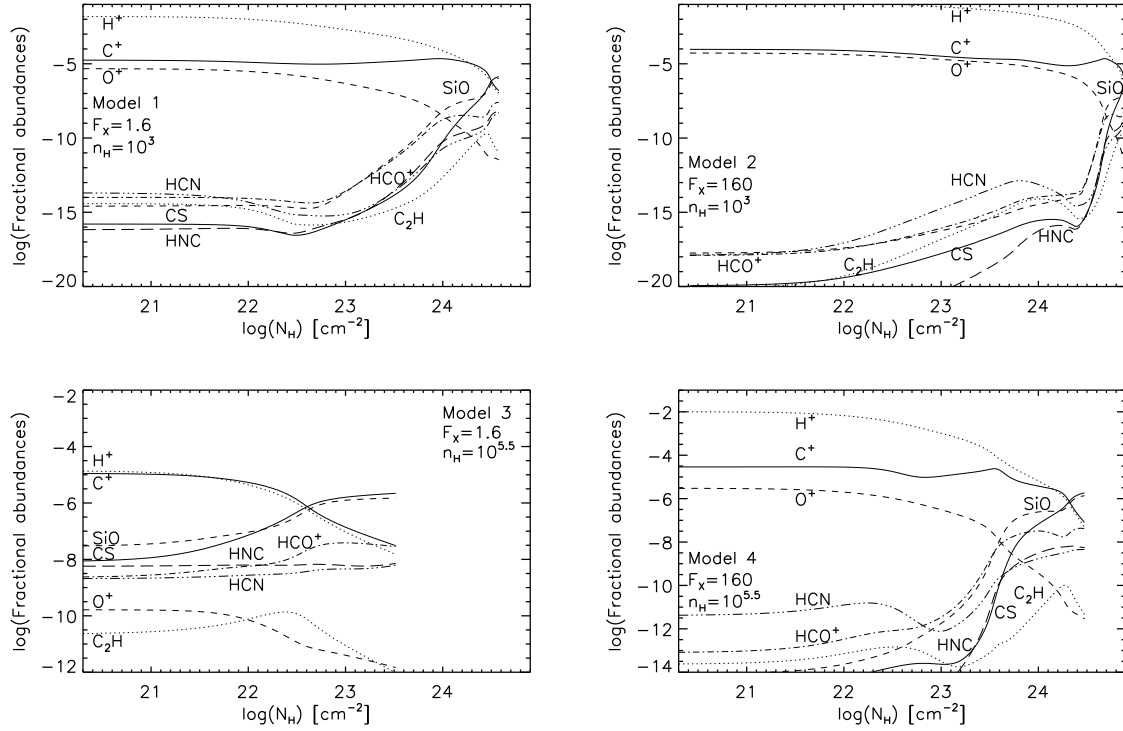 H⁺
C⁺
O⁺
Model 1
F_X=1.6
n_H=10³
SiO
HCN
HCO⁺
CS
C₂H
HNC
-5
-10
-15
-20
21
22
23
24
log(Fractional abundances)
log(N_H) [cm⁻²]
H⁺
C⁺
O⁺
SiO
Model 2
F_X=160
n_H=10³
HCN
HCO⁺
C₂H
CS
HNC
-5
-10
-15
-20
21
22
23
24
log(Fractional abundances)
log(N_H) [cm⁻²]
Model 3
F_X=1.6
n_H=10⁵·⁵
H⁺
C⁺
SiO
CS
HNC
HCO⁺
HCN
O⁺
C₂H
-2
-4
-6
-8
-10
-12
21
22
23
24
log(Fractional abundances)
log(N_H) [cm⁻²]
H⁺
C⁺
O⁺
SiO
Model 4
F_X=160
n_H=10⁵·⁵
HCN
C₂H
CS
HCO⁺
HNC
-2
-4
-6
-8
-10
-12
-14
21
22
23
24
log(Fractional abundances)
log(N_H) [cm⁻²]